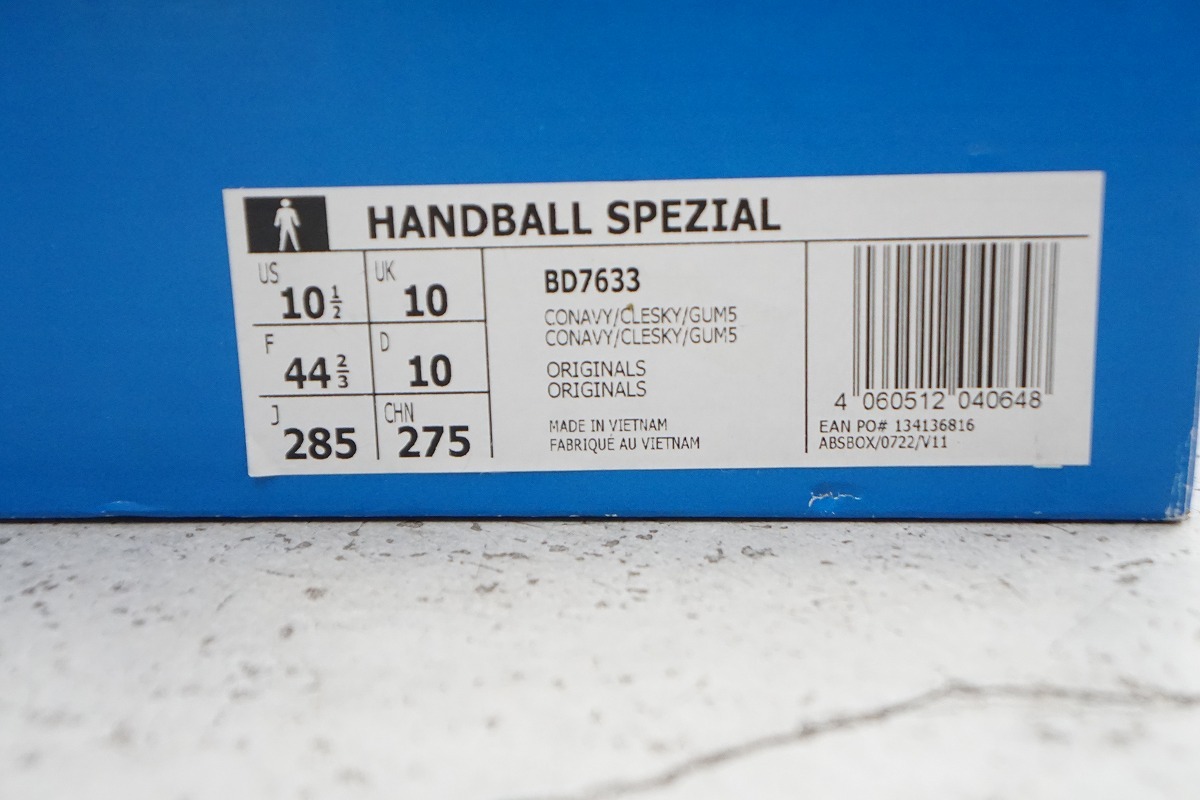 HANDBALL SPEZIAL
US 10 1/2 UK 10
F 44 2/3 D 10
J 285 CHN 275
BD7633
CONAVY/CLESKY/GUM5
CONAVY/CLESKY/GUM5
ORIGINALS
ORIGINALS
MADE IN VIETNAM
FABRIQUÉ AU VIETNAM
4 060512 040648
EAN PO# 134136816
ABSBOX/0722/V11